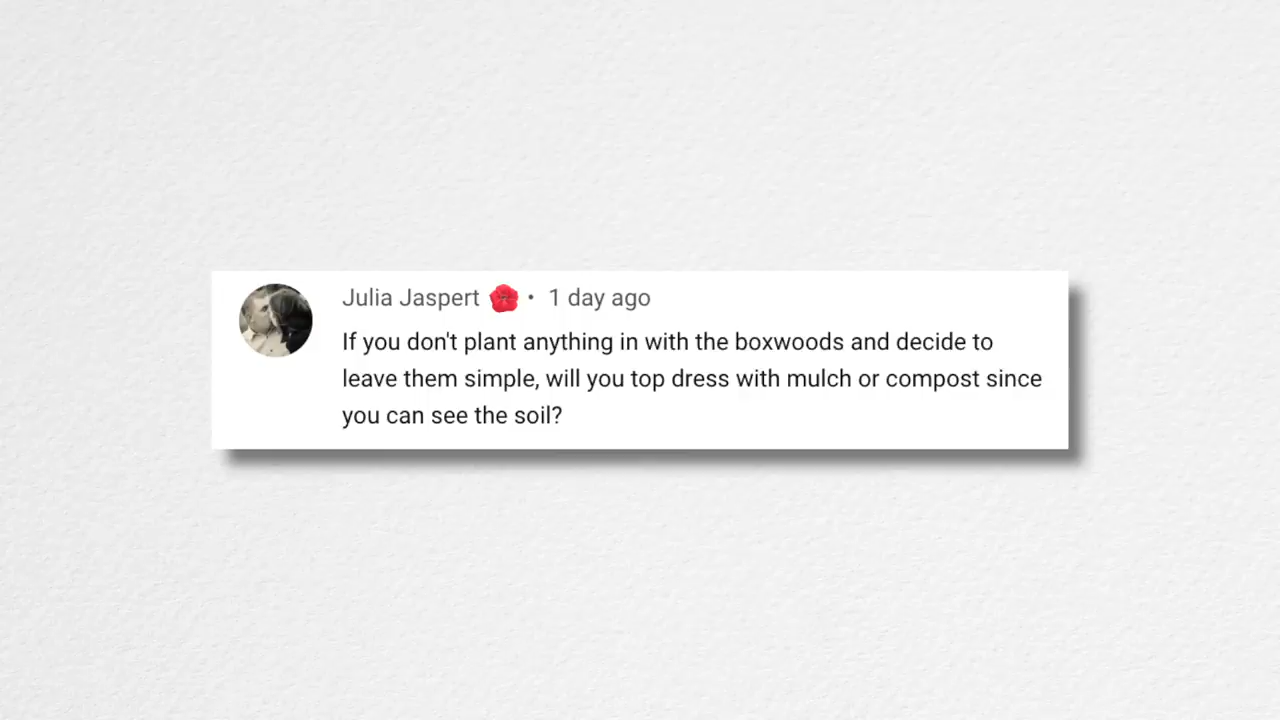 Julia Jaspert 🌺 • 1 day ago
If you don't plant anything in with the boxwoods and decide to
leave them simple, will you top dress with mulch or compost since
you can see the soil?